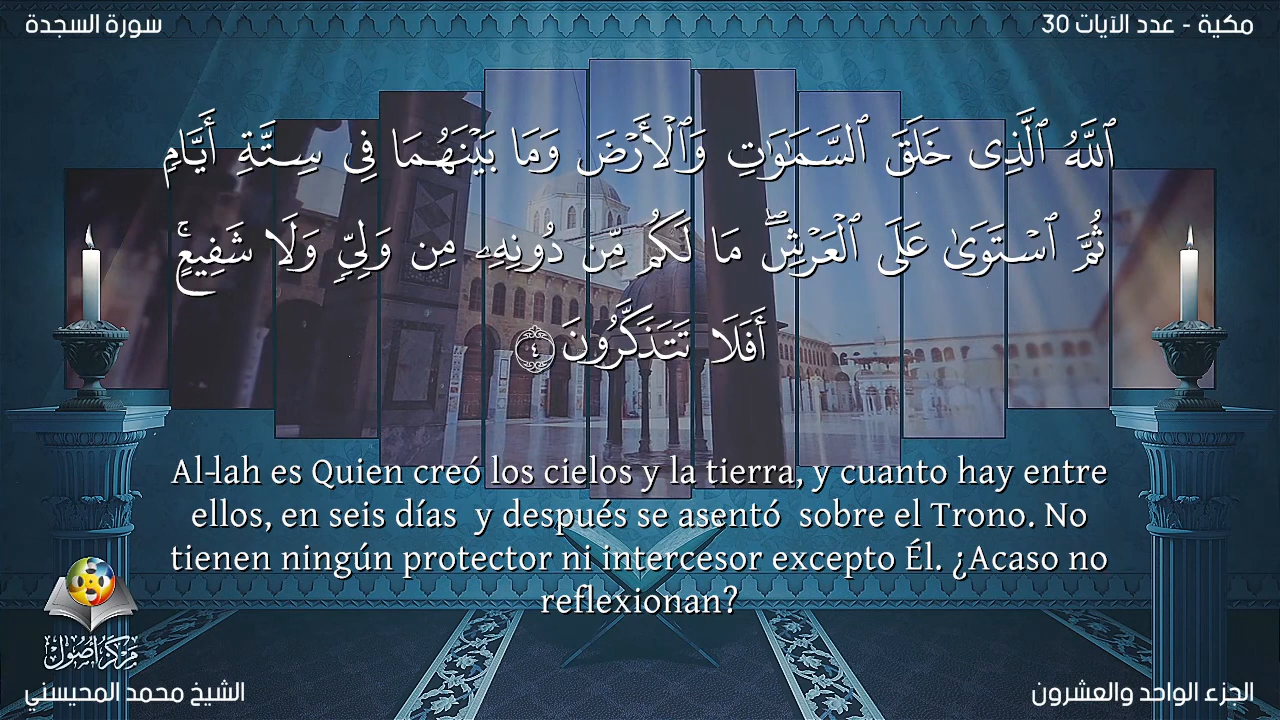 مكية - عدد الآيات 30
سورة السجدة
ٱللَّهُ ٱلَّذِى خَلَقَ ٱلسَّمَـٰوَٰتِ وَٱلْأَرْضَ وَمَا بَيْنَهُمَا فِى سِتَّةِ أَيَّامٍ
ثُمَّ ٱسْتَوَىٰ عَلَى ٱلْعَرْشِ ۖ مَا لَكُم مِّن دُونِهِۦ مِن وَلِىٍّ وَلَا شَفِيعٍ ۚ
أَفَلَا تَتَذَكَّرُونَ ٤
Al-lah es Quien creó los cielos y la tierra, y cuanto hay entre
ellos, en seis días y después se asentó sobre el Trono. No
tienen ningún protector ni intercesor excepto Él. ¿Acaso no
reflexionan?
مركز أصول
الجزء الواحد والعشرون
الشيخ محمد المحيسني